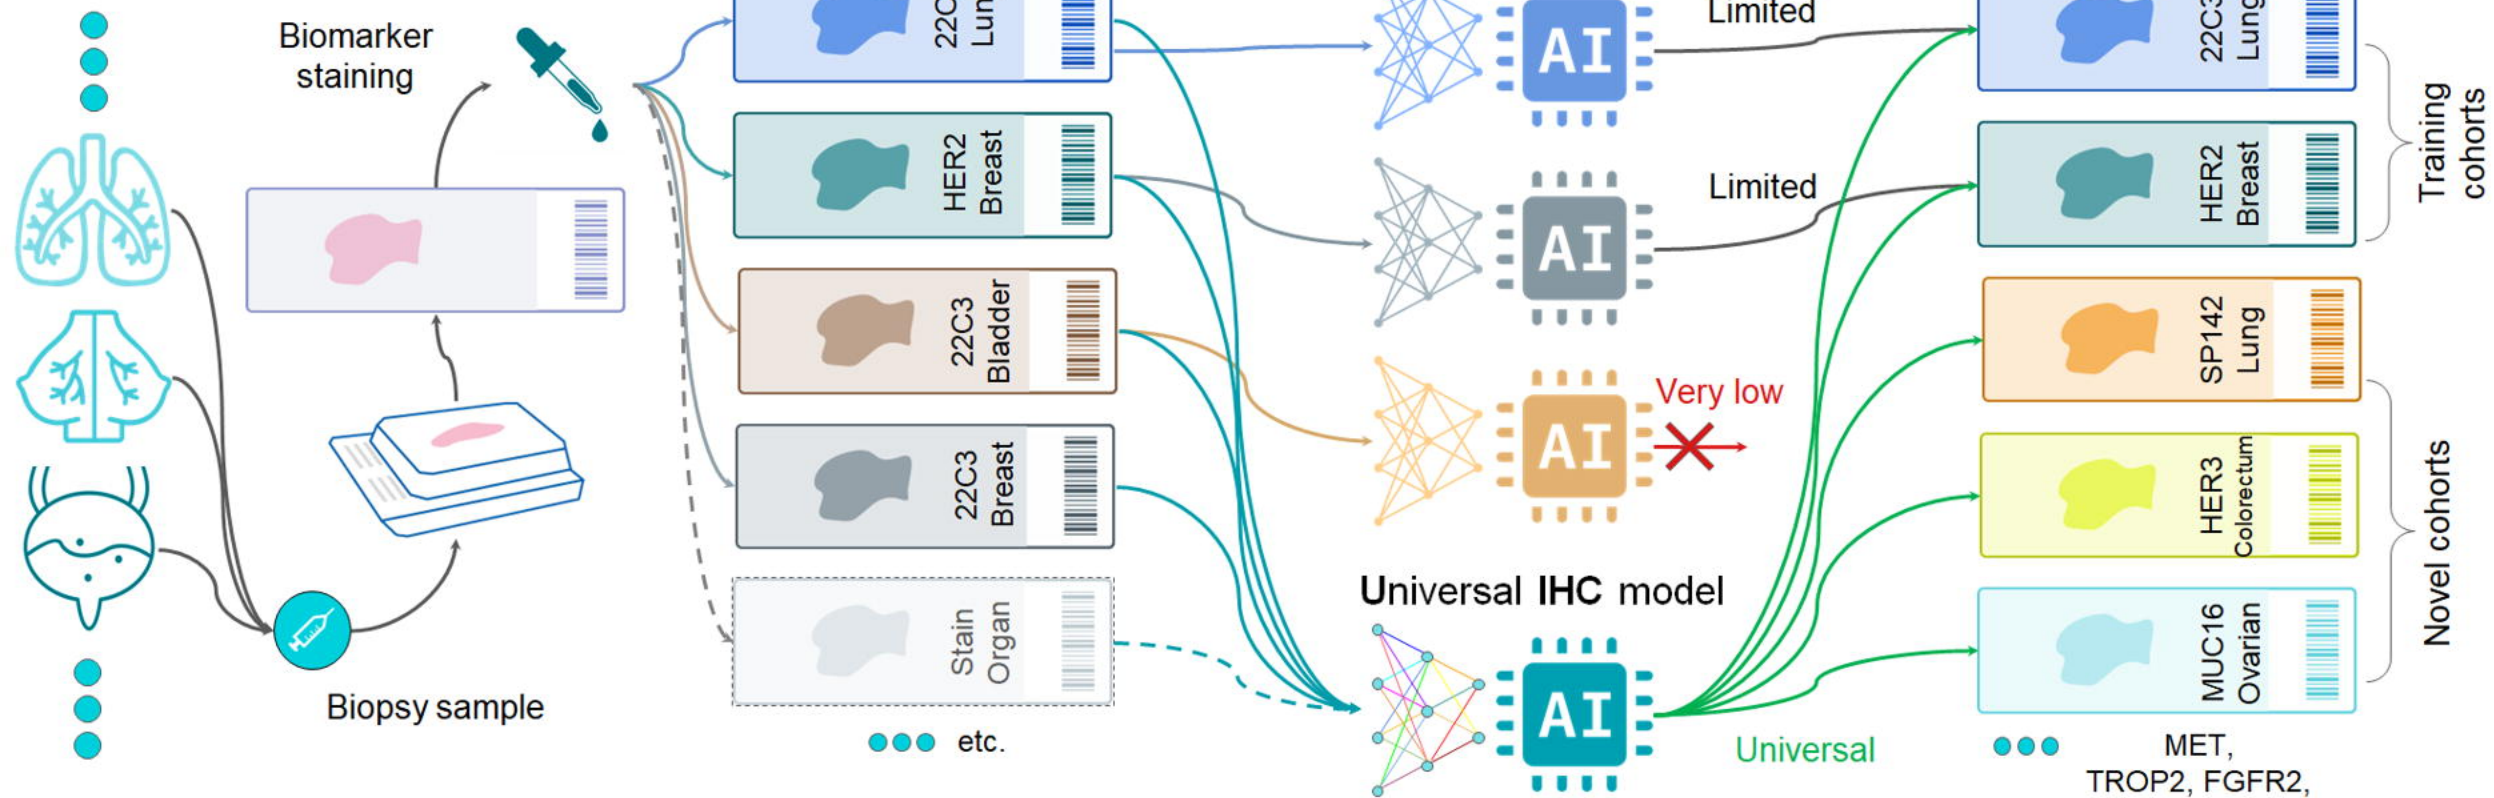 Biomarker
staining
Lung
HER2
Breast
22C3
Bladder
22C3
Breast
Stain
Organ
etc.
Biopsy sample
AI
AI
AI
AI
Limited
Limited
Very low
Universal IHC model
Universal
22C3
Lung
HER2
Breast
SP142
Lung
HER3
Colorectum
MUC16
Ovarian
Training
cohorts
Novel cohorts
MET,
TROP2, FGFR2,